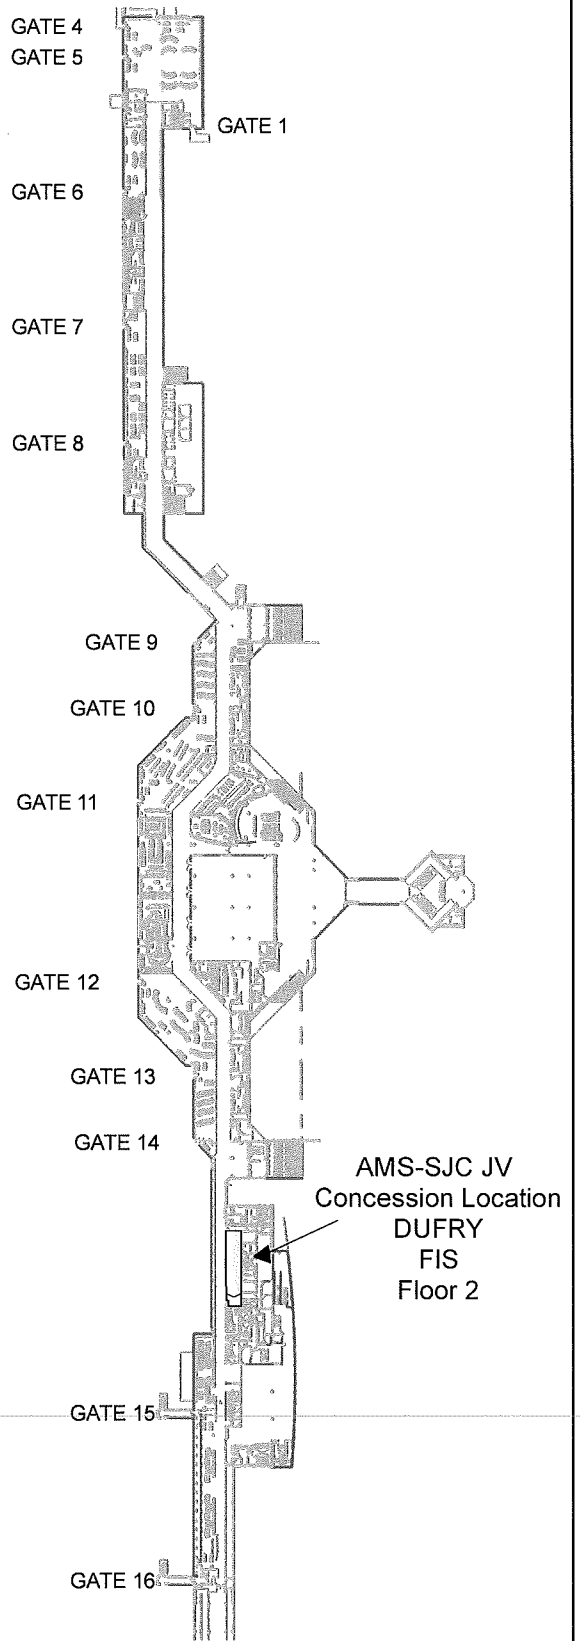 GATE 4
GATE 5
GATE 1
GATE 6
GATE 7
GATE 8
GATE 9
GATE 10
GATE 11
GATE 12
GATE 13
GATE 14
AMS-SJC JV
Concession Location
DUFRY
FIS
Floor 2
GATE 15
GATE 16